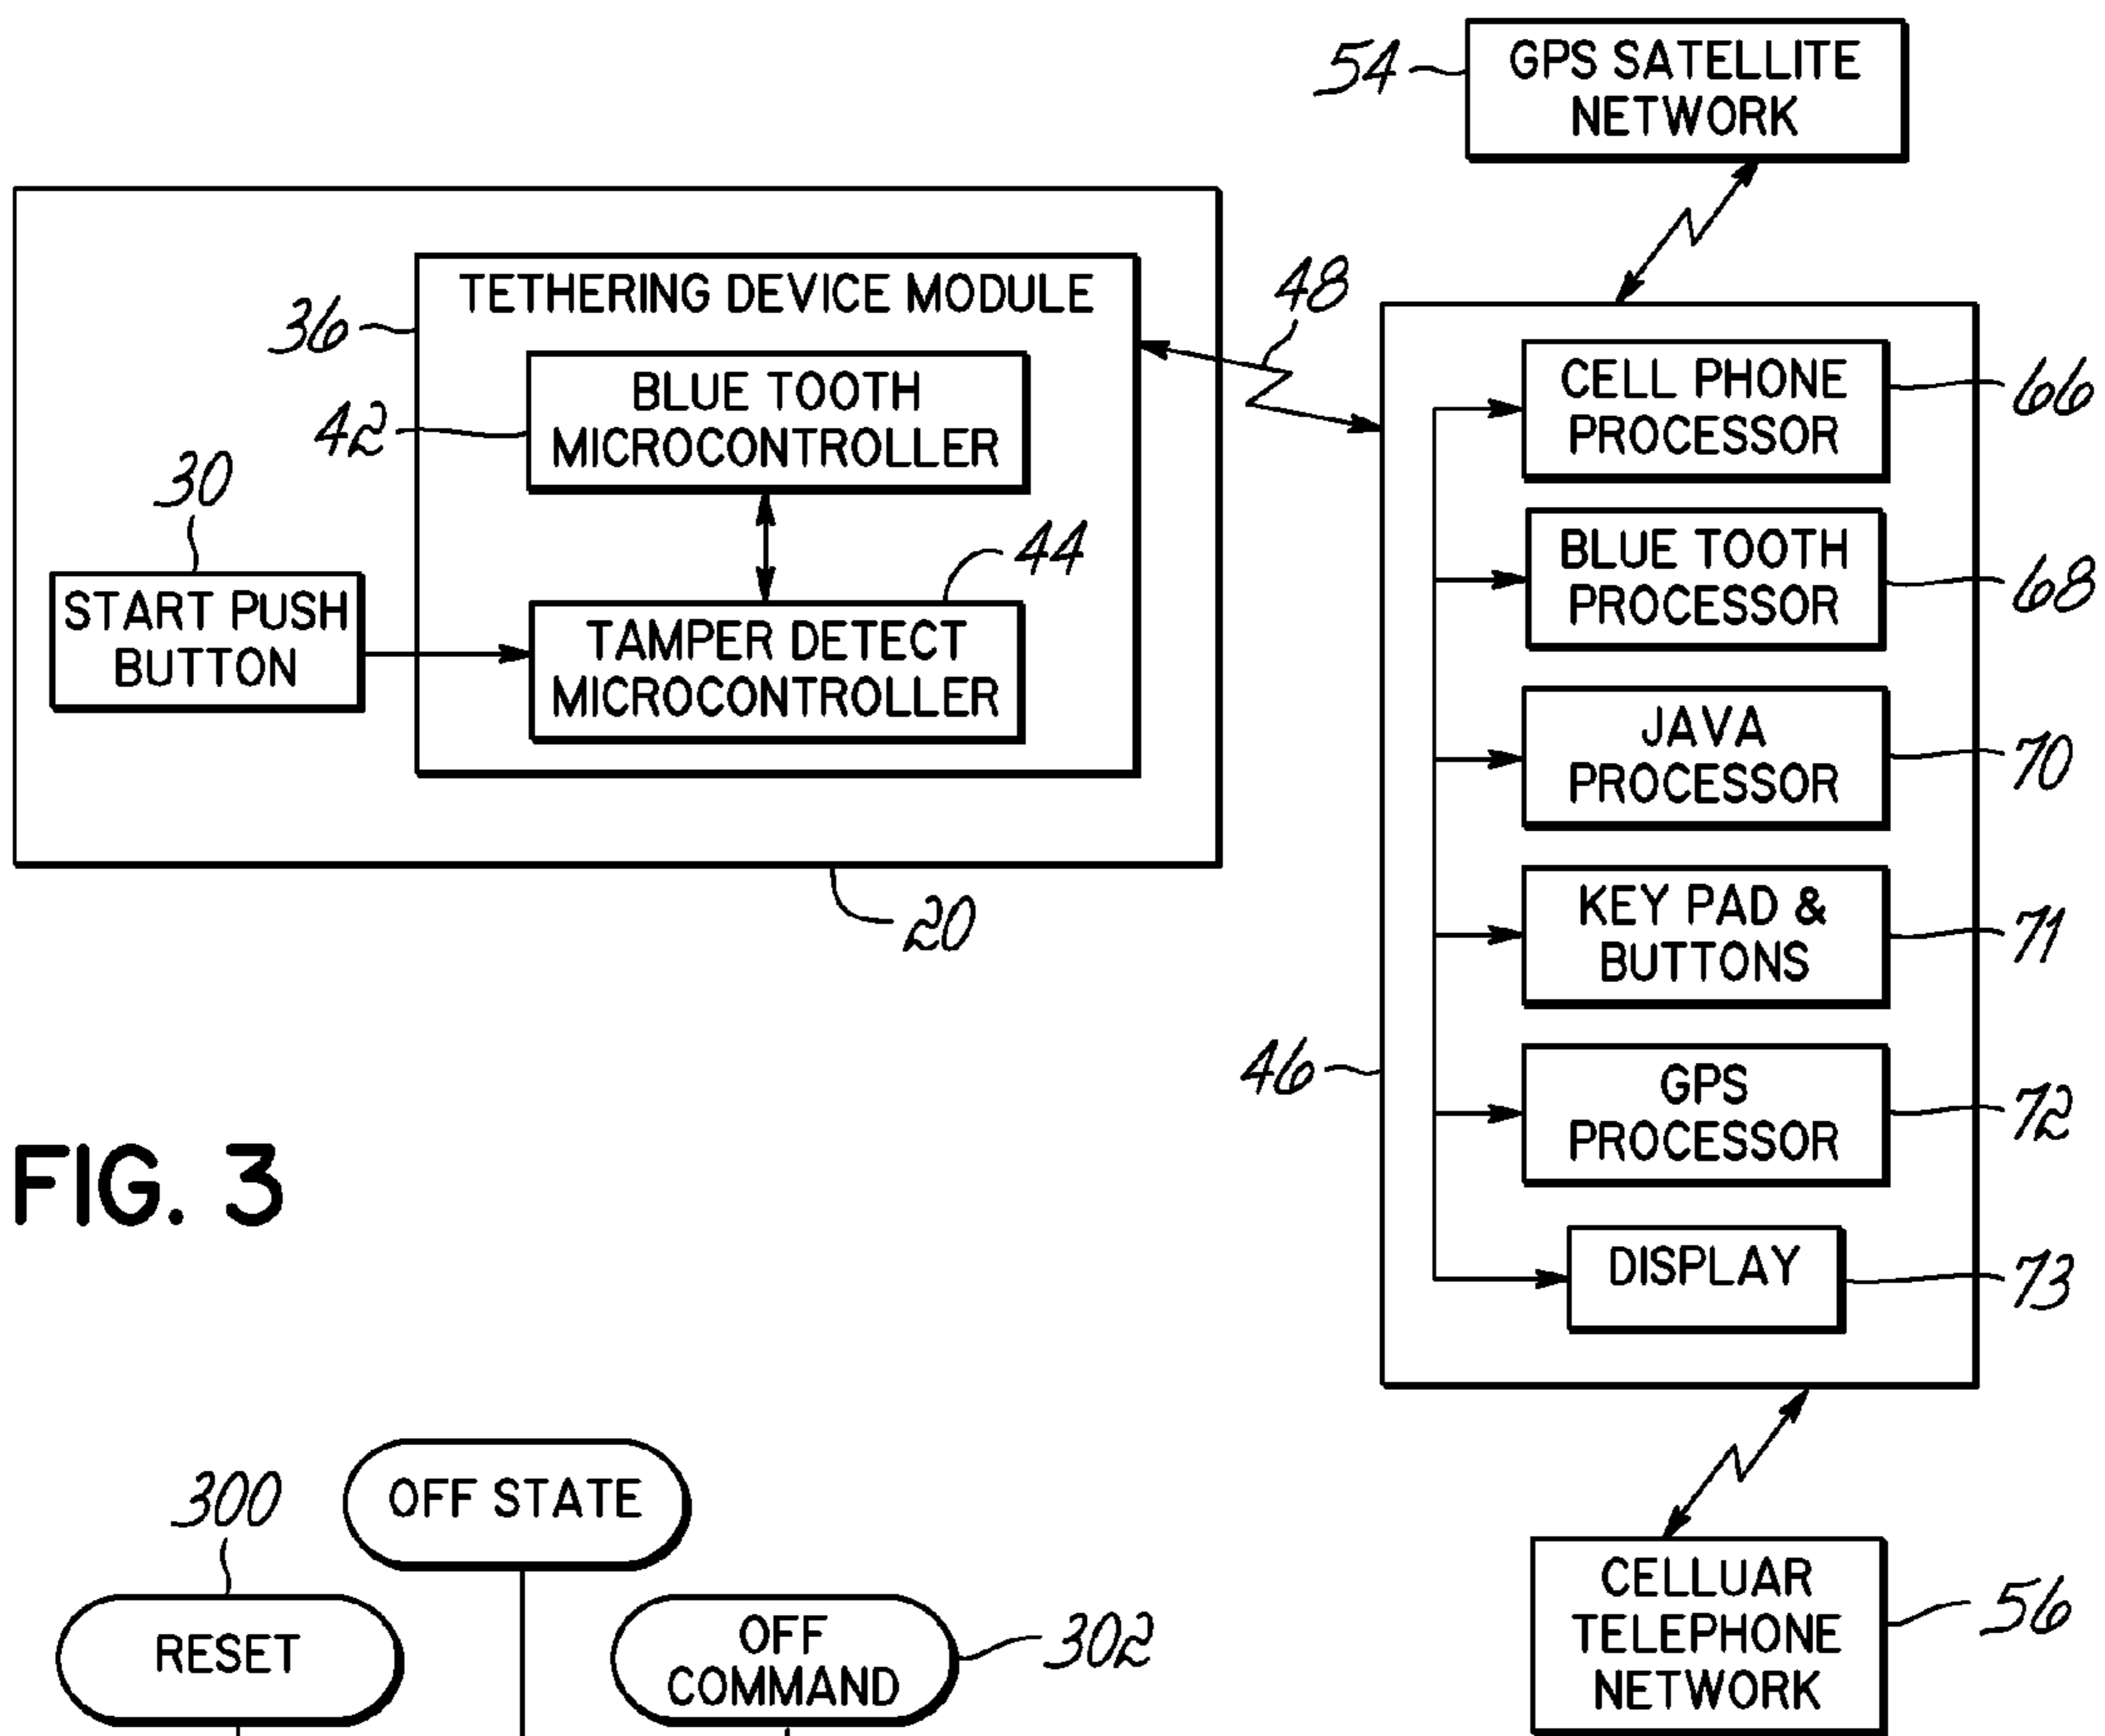 54
GPS SATELLITE
NETWORK
TETHERING DEVICE MODULE
36
48
BLUE TOOTH
MICROCONTROLLER
42
30
START PUSH
BUTTON
44
TAMPER DETECT
MICROCONTROLLER
20
CELL PHONE
PROCESSOR
66
BLUE TOOTH
PROCESSOR
68
JAVA
PROCESSOR
70
KEY PAD &
BUTTONS
71
46
GPS
PROCESSOR
72
DISPLAY
73
FIG. 3
CELLUAR
TELEPHONE
NETWORK
56
OFF STATE
300
RESET
OFF
COMMAND
302